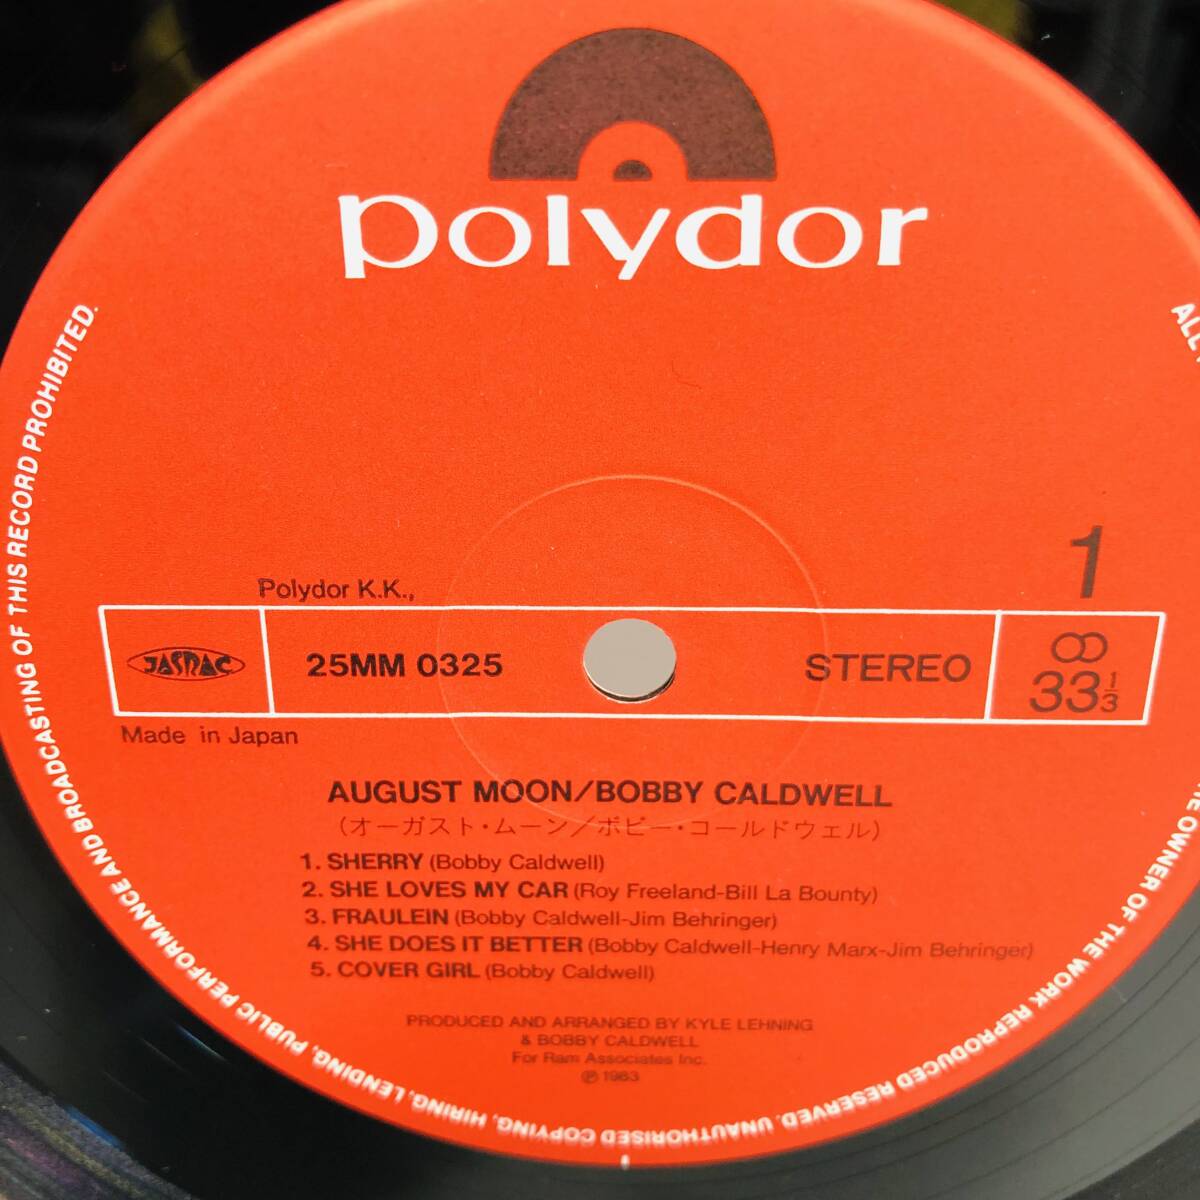 polydor
1
Polydor K.K.,
JASRAC
25MM 0325
STEREO
33 1/3
Made in Japan
AUGUST MOON/BOBBY CALDWELL
(オーガスト・ムーン/ボビー・コールドウェル)
1. SHERRY (Bobby Caldwell)
2. SHE LOVES MY CAR (Roy Freeland-Bill La Bounty)
3. FRAULEIN (Bobby Caldwell-Jim Behringer)
4. SHE DOES IT BETTER (Bobby Caldwell-Henry Marx-Jim Behringer)
5. COVER GIRL (Bobby Caldwell)
PRODUCED AND ARRANGED BY KYLE LEHNING
& BOBBY CALDWELL
For Ram Associates Inc.
℗ 1983
ALL
OWNER OF THE WORK REPRODUCED RESERVED. UNAUTHORISED COPYING, HIRING, LENDING, PUBLIC PERFORMANCE AND BROADCASTING OF THIS RECORD PROHIBITED.